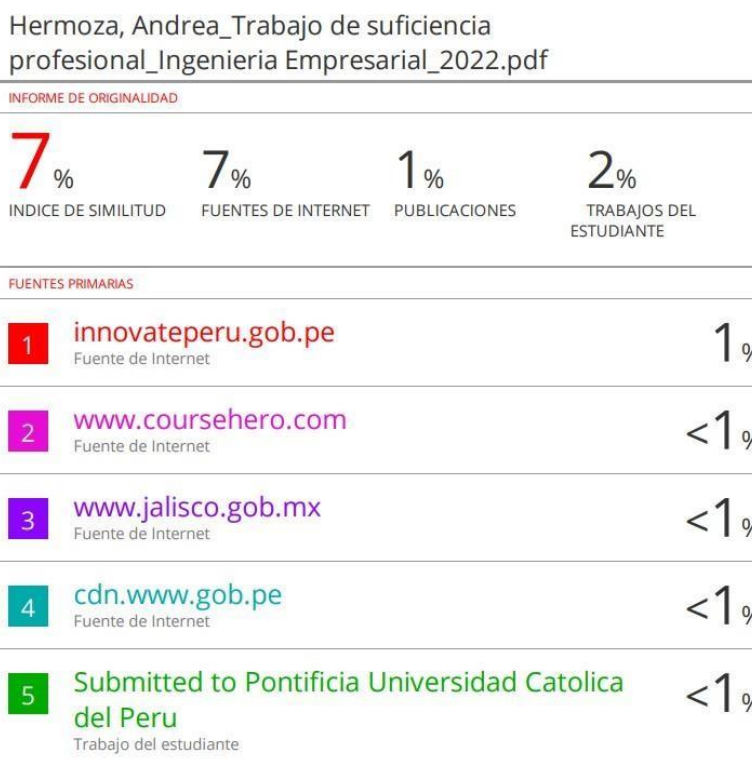 Hermoza, Andrea_Trabajo de suficiencia
profesional_Ingenieria Empresarial_2022.pdf
INFORME DE ORIGINALIDAD
7% 7% 1% 2%
INDICE DE SIMILITUD FUENTES DE INTERNET PUBLICACIONES TRABAJOS DEL
ESTUDIANTE
FUENTES PRIMARIAS
1 innovateperu.gob.pe 1%
Fuente de Internet
2 www.coursehero.com <1%
Fuente de Internet
3 www.jalisco.gob.mx <1%
Fuente de Internet
4 cdn.www.gob.pe <1%
Fuente de Internet
5 Submitted to Pontificia Universidad Catolica <1%
del Peru
Trabajo del estudiante